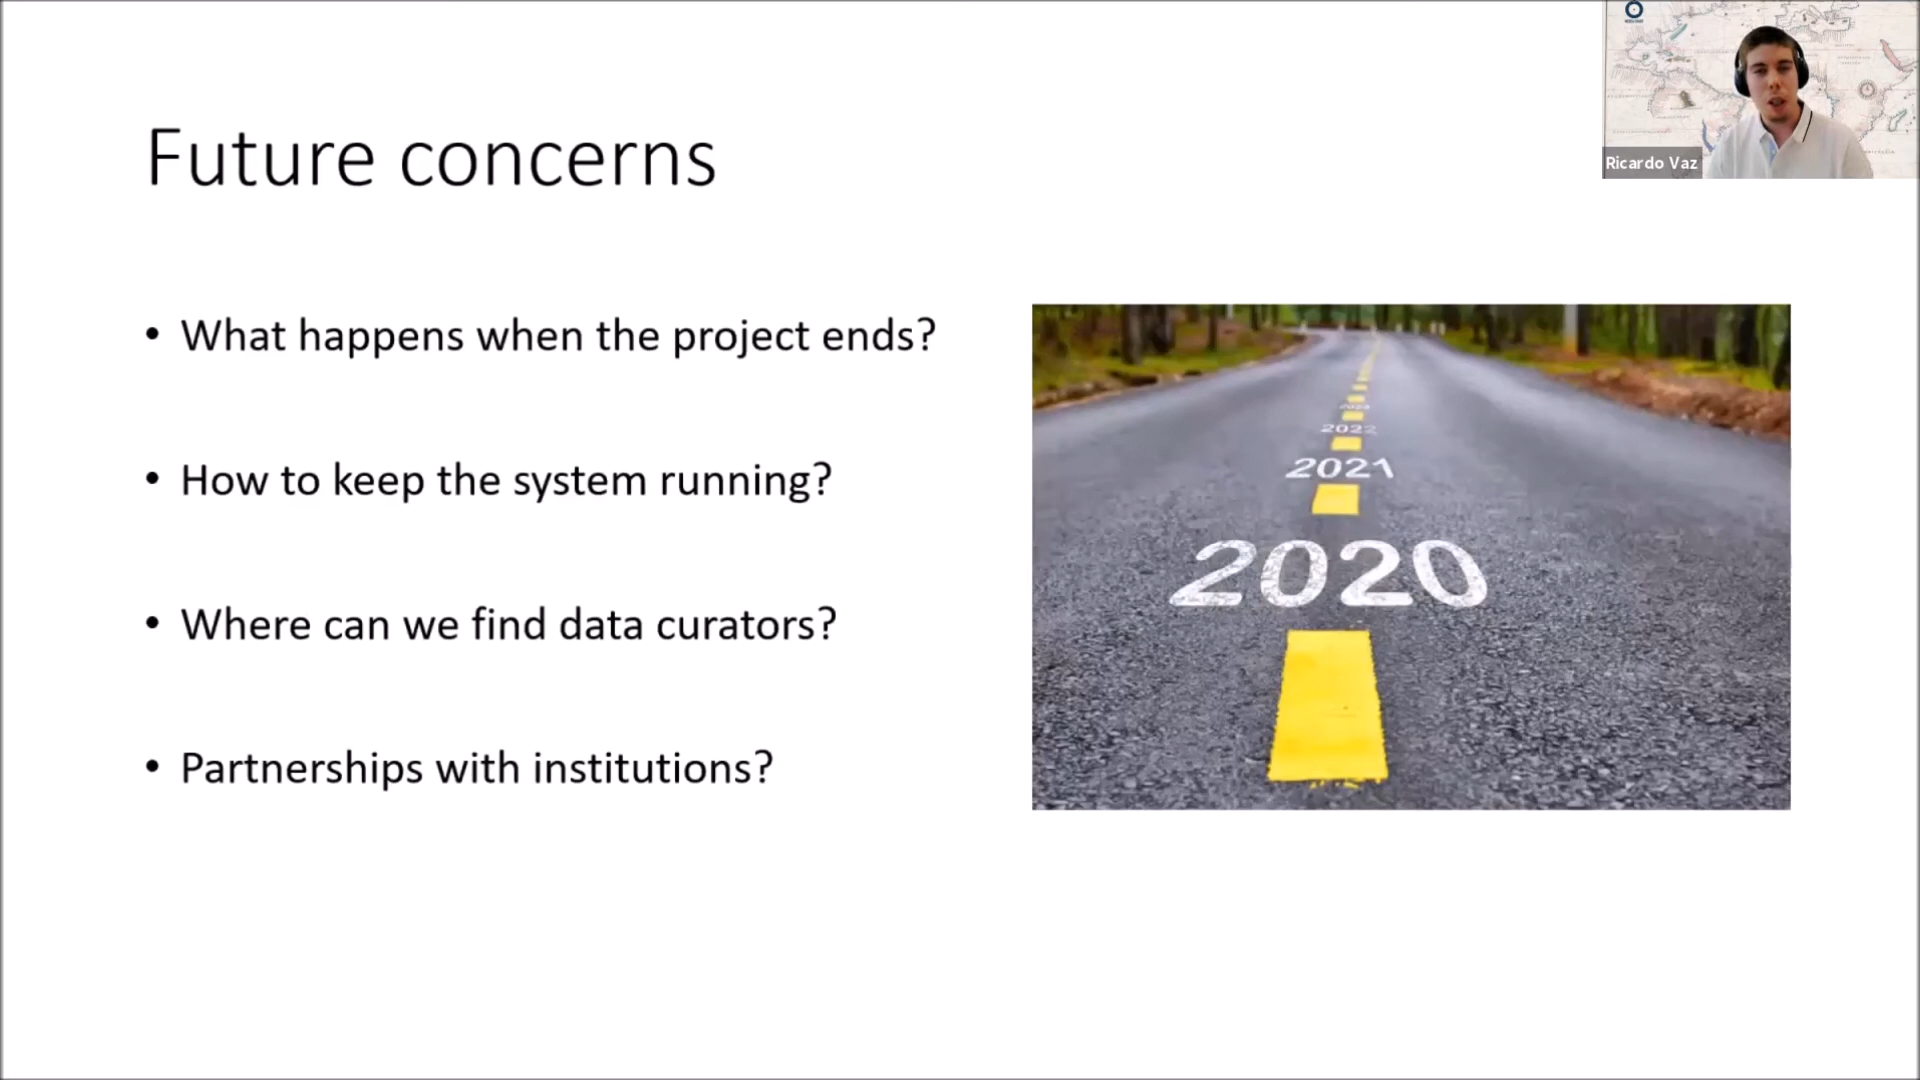 Ricardo Vaz
Future concerns
• What happens when the project ends?
• How to keep the system running?
• Where can we find data curators?
• Partnerships with institutions?
2022
2021
2020